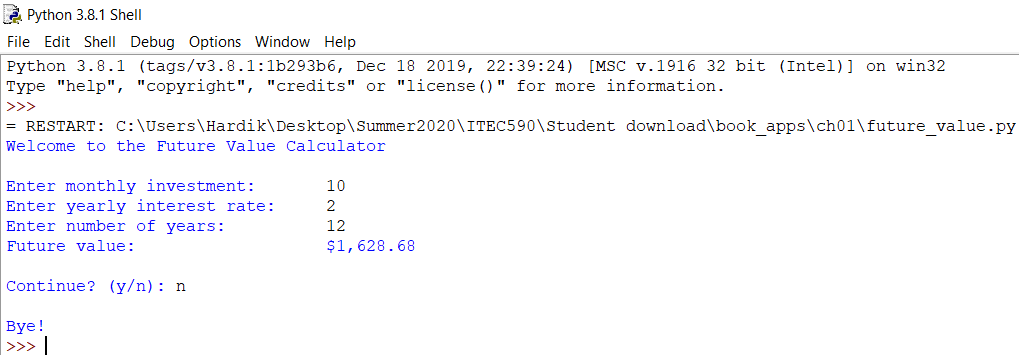 Python 3.8.1 Shell
File Edit Shell Debug Options Window Help
Python 3.8.1 (tags/v3.8.1:1b293b6, Dec 18 2019, 22:39:24) [MSC v.1916 32 bit (Intel)] on win32
Type "help", "copyright", "credits" or "license()" for more information.
>>>
= RESTART: C:\Users\Hardik\Desktop\Summer2020\ITEC590\Student download\book_apps\ch01\future_value.py
Welcome to the Future Value Calculator
Enter monthly investment: 10
Enter yearly interest rate: 2
Enter number of years: 12
Future value: $1,628.68
Continue? (y/n): n
Bye!
>>>